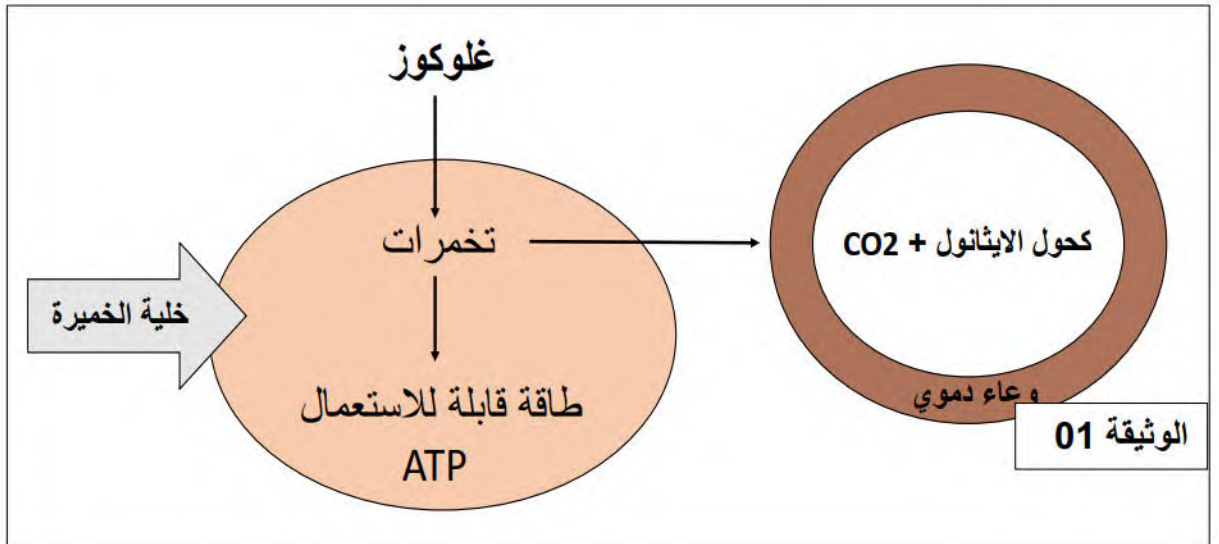 غلوكوز
تخمرات
كحول الايثانول + CO2
خلية الخميرة
طاقة قابلة للاستعمال
ATP
وعاء دموي
الوثيقة 01